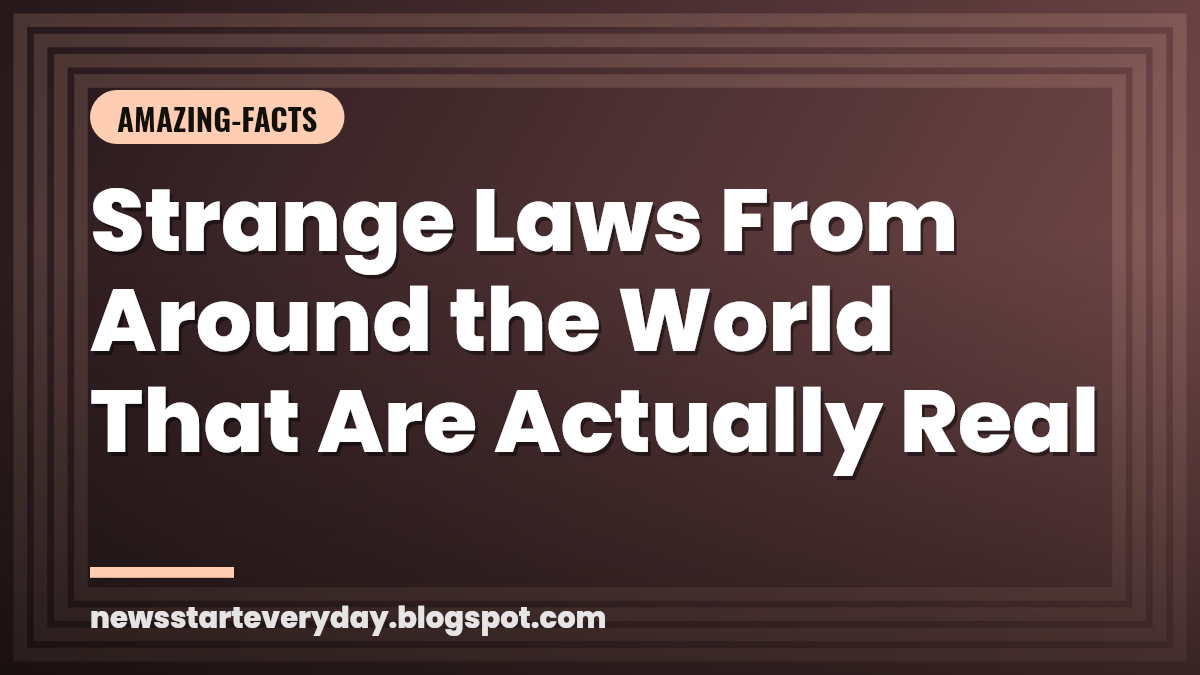 AMAZING-FACTS
Strange Laws From
Around the World
That Are Actually Real
newsstarteveryday.blogspot.com